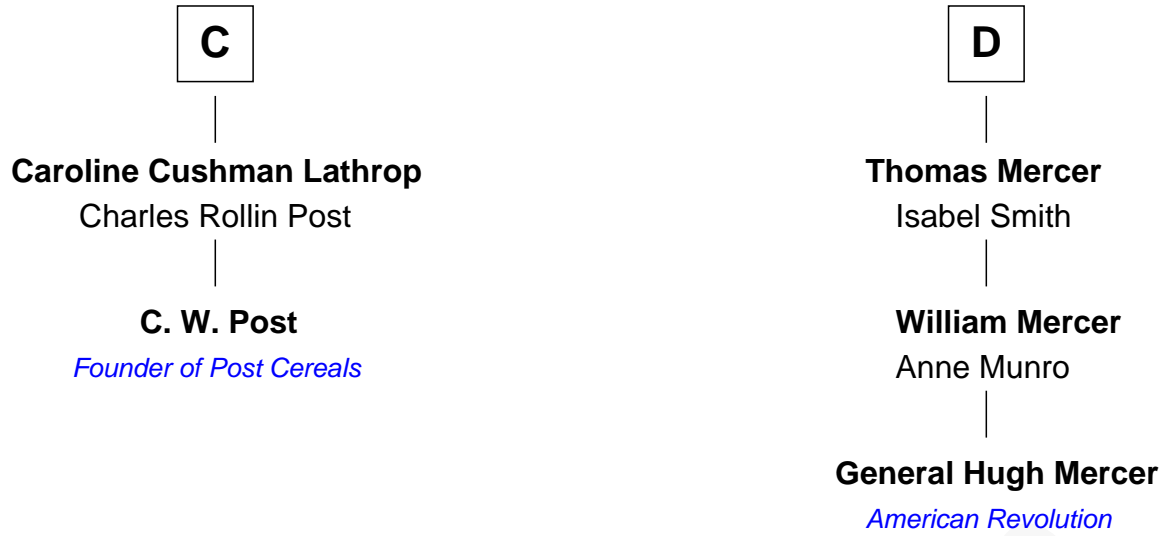 C
Caroline Cushman Lathrop
Charles Rollin Post
C. W. Post
Founder of Post Cereals
D
Thomas Mercer
Isabel Smith
William Mercer
Anne Munro
General Hugh Mercer
American Revolution